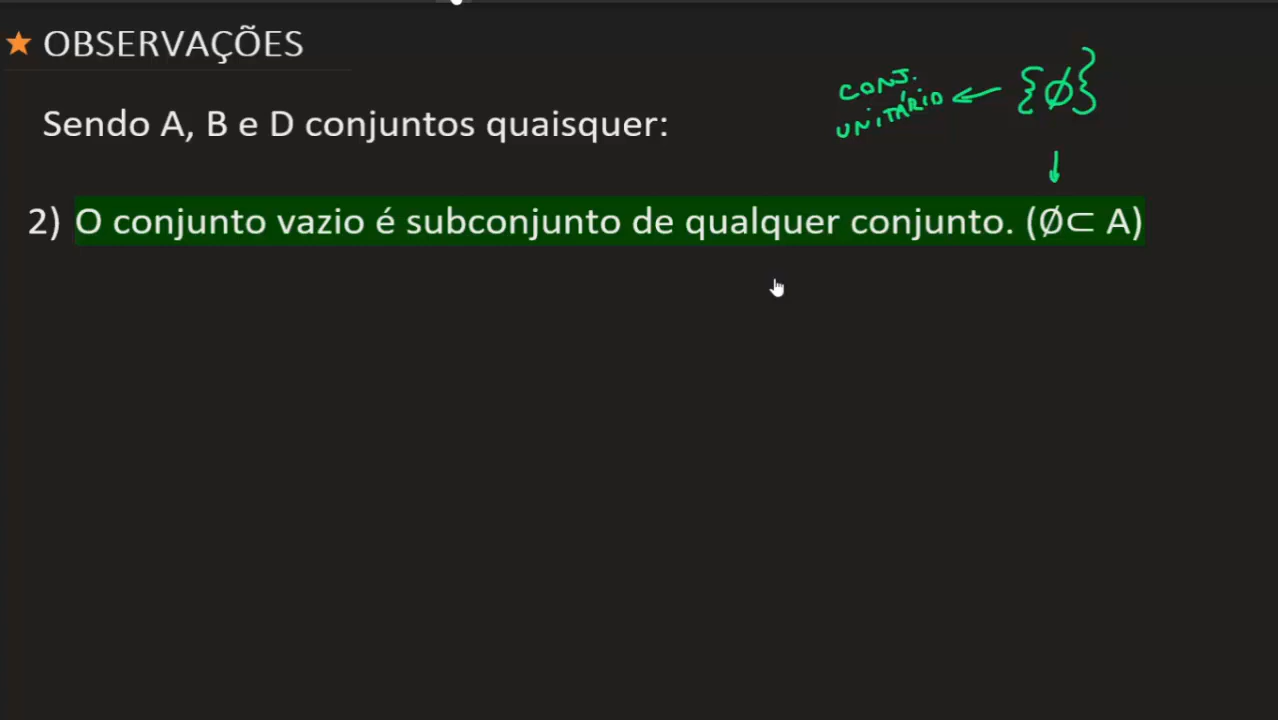 ★ OBSERVAÇÕES
CONJ. UNITÁRIO ← {∅}
Sendo A, B e D conjuntos quaisquer:
↓
2) O conjunto vazio é subconjunto de qualquer conjunto. (∅⊂ A)